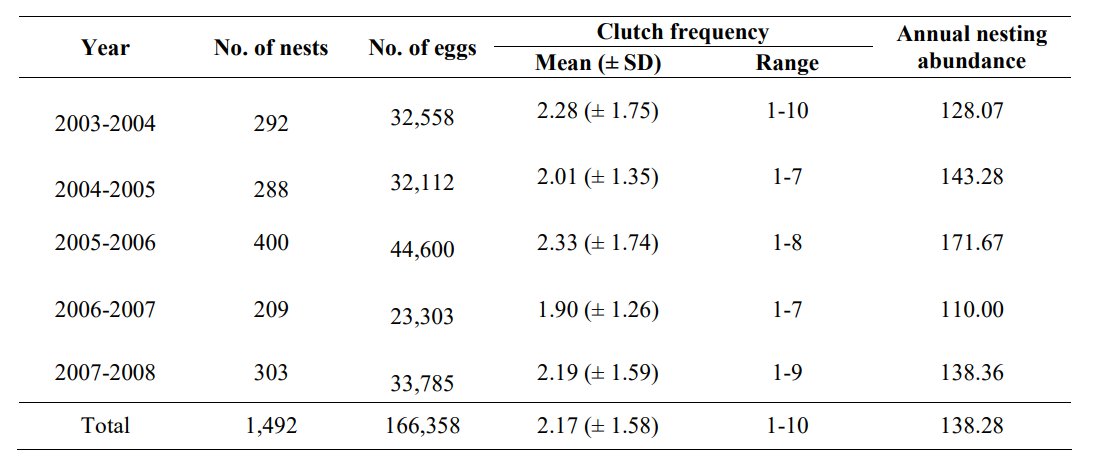 Year No. of nests No. of eggs Clutch frequency Annual nesting abundance
Mean (± SD) Range
2003-2004 292 32,558 2.28 (± 1.75) 1-10 128.07
2004-2005 288 32,112 2.01 (± 1.35) 1-7 143.28
2005-2006 400 44,600 2.33 (± 1.74) 1-8 171.67
2006-2007 209 23,303 1.90 (± 1.26) 1-7 110.00
2007-2008 303 33,785 2.19 (± 1.59) 1-9 138.36
Total 1,492 166,358 2.17 (± 1.58) 1-10 138.28